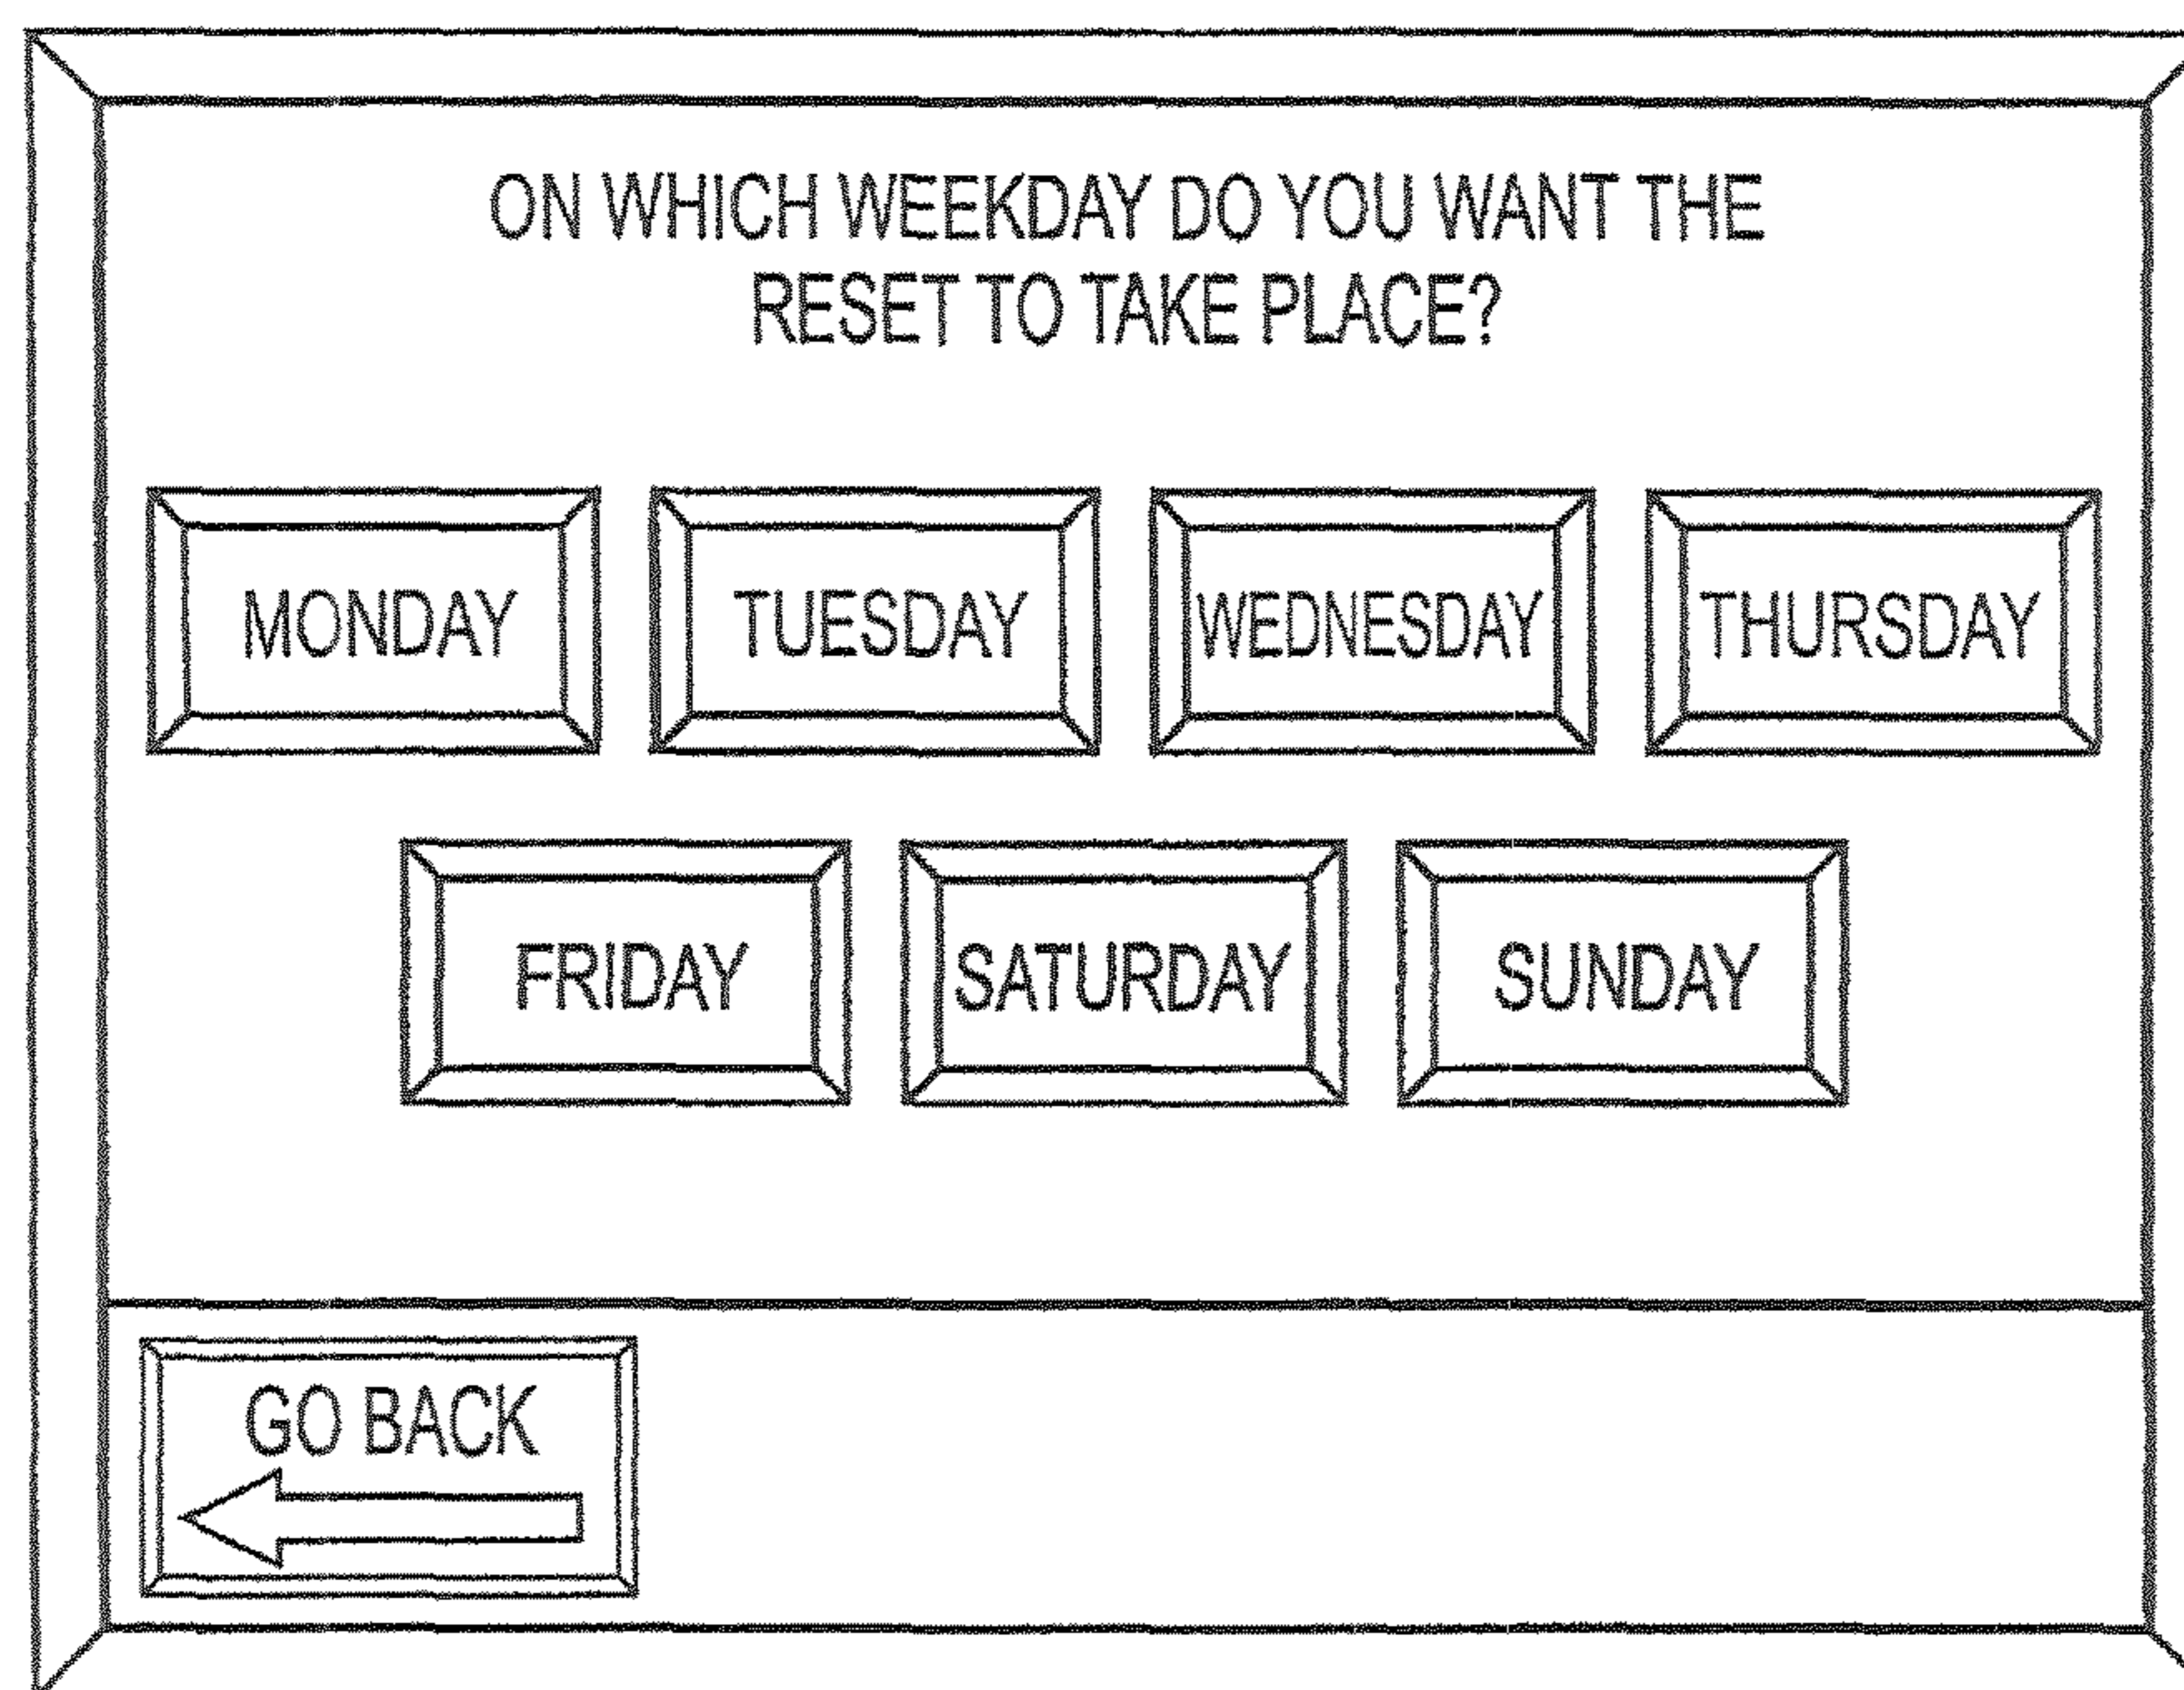 ON WHICH WEEKDAY DO YOU WANT THE
RESET TO TAKE PLACE?
MONDAY
TUESDAY
WEDNESDAY
THURSDAY
FRIDAY
SATURDAY
SUNDAY
GO BACK